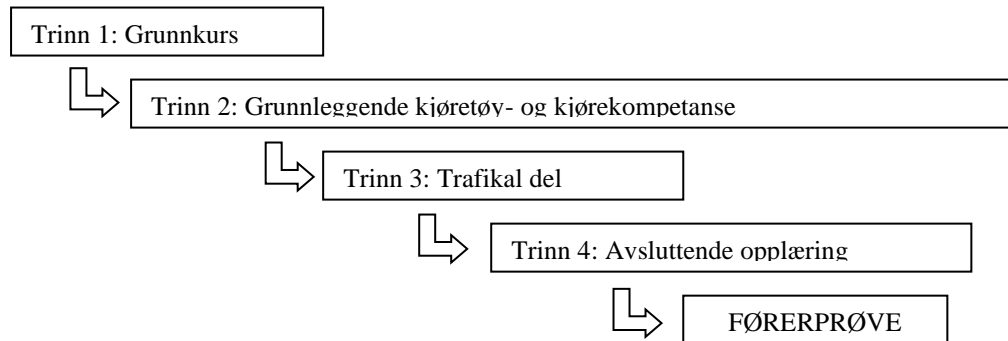 Trinn 1: Grunnkurs
Trinn 2: Grunnleggende kjøretøy- og kjørekompetanse
Trinn 3: Trafikal del
Trinn 4: Avsluttende opplæring
FØRERPRØVE